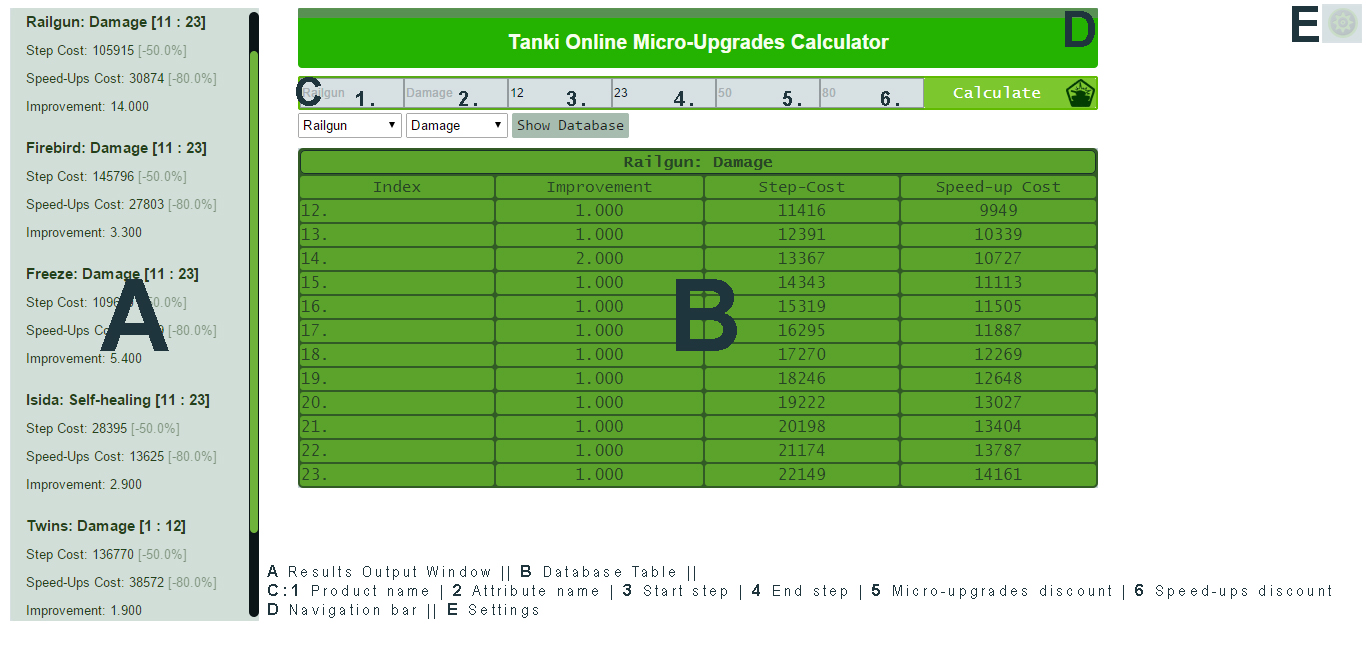 Railgun: Damage [11 : 23]
Step Cost: 105915 [-50.0%]
Speed-Ups Cost: 30874 [-80.0%]
Improvement: 14.000
Firebird: Damage [11 : 23]
Step Cost: 145796 [-50.0%]
Speed-Ups Cost: 27803 [-80.0%]
Improvement: 3.300
Freeze: Damage [11 : 23]
Step Cost: [-50.0%]
Speed-Ups [-80.0%]
Improvement: 5.400
Isida: Self-healing [11 : 23]
Step Cost: 28395 [-50.0%]
Speed-Ups Cost: 13625 [-80.0%]
Improvement: 2.900
Twins: Damage [1 : 12]
Step Cost: 136770 [-50.0%]
Speed-Ups Cost: 38572 [-80.0%]
Improvement: 1.900
A
Tanki Online Micro-Upgrades Calculator
D
E
C Railgun 1. Damage 2. 12 3. 23 4. 50 5. 80 6. Calculate
Railgun Damage Show Database
Railgun: Damage
Index Improvement Step-Cost Speed-up Cost
12. 1.000 11416 9949
13. 1.000 12391 10339
14. 2.000 13367 10727
15. 1.000 14343 11113
16. 1.000 15319 11505
17. 1.000 16295 11887
18. 1.000 17270 12269
19. 1.000 18246 12648
20. 1.000 19222 13027
21. 1.000 20198 13404
22. 1.000 21174 13787
23. 1.000 22149 14161
B
A Results Output Window || B Database Table ||
C:1 Product name | 2 Attribute name | 3 Start step | 4 End step | 5 Micro-upgrades discount | 6 Speed-ups discount
D Navigation bar || E Settings